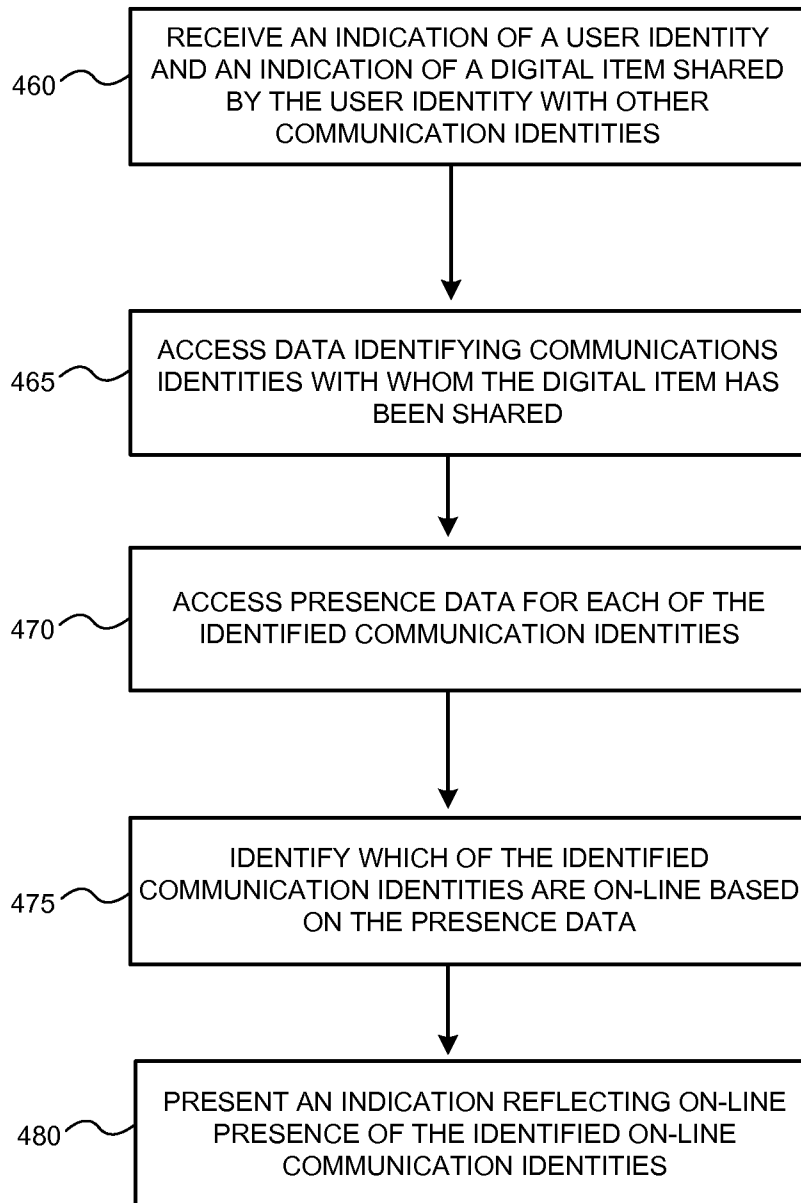 RECEIVE AN INDICATION OF A USER IDENTITY
AND AN INDICATION OF A DIGITAL ITEM SHARED
BY THE USER IDENTITY WITH OTHER
COMMUNICATION IDENTITIES
460
ACCESS DATA IDENTIFYING COMMUNICATIONS
IDENTITIES WITH WHOM THE DIGITAL ITEM HAS
BEEN SHARED
465
ACCESS PRESENCE DATA FOR EACH OF THE
IDENTIFIED COMMUNICATION IDENTITIES
470
IDENTIFY WHICH OF THE IDENTIFIED
COMMUNICATION IDENTITIES ARE ON-LINE BASED
ON THE PRESENCE DATA
475
PRESENT AN INDICATION REFLECTING ON-LINE
PRESENCE OF THE IDENTIFIED ON-LINE
COMMUNICATION IDENTITIES
480